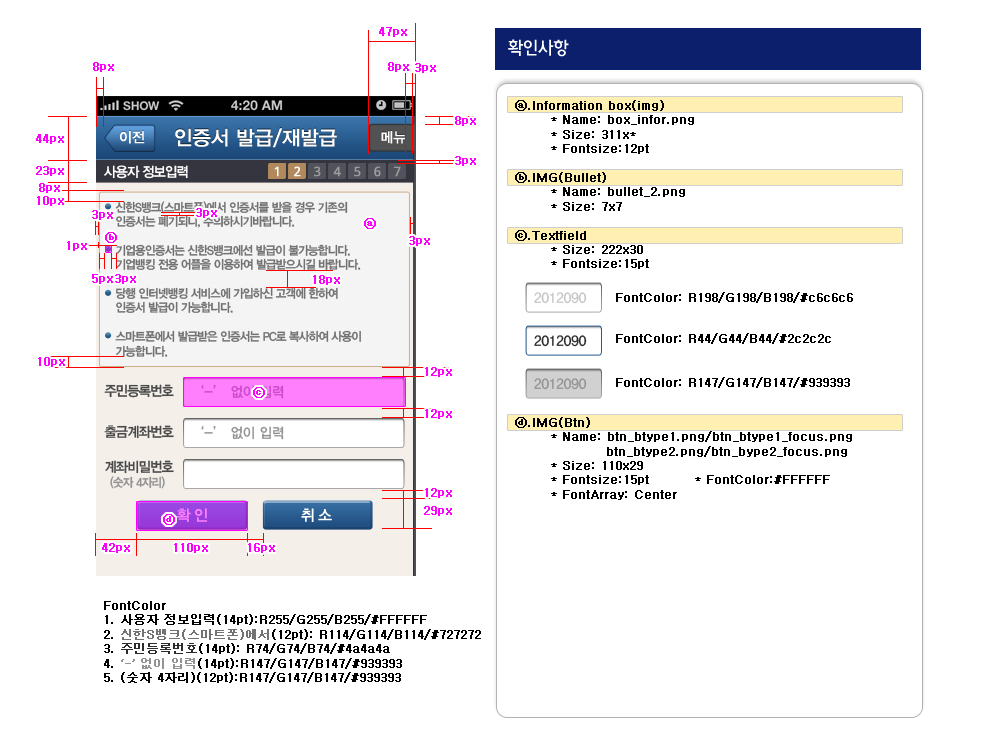 47px
8px
8px
3px
SHOW
4:20 AM
8px
44px
이전
인증서 발급/재발급
메뉴
3px
23px
사용자 정보입력
1 2 3 4 5 6 7
8px
10px
신한S뱅크(스마트폰)에서 인증서를 받을 경우 기존의
인증서는 폐기되니, 주의하시기바랍니다.
3px
3px
ⓐ
ⓑ
3px
1px
기업용인증서는 신한S뱅크에선 발급이 불가능합니다.
기업뱅킹 전용 어플을 이용하여 발급받으시길 바랍니다.
5px
3px
18px
당행 인터넷뱅킹 서비스에 가입하신 고객에 한하여
인증서 발급이 가능합니다.
스마트폰에서 발급받은 인증서는 PC로 복사하여 사용이
가능합니다.
10px
12px
주민등록번호
'–' 없이 입력
ⓒ
12px
출금계좌번호
'–' 없이 입력
계좌비밀번호
(숫자 4자리)
12px
29px
ⓓ
확 인
취 소
42px
110px
16px
FontColor
1. 사용자 정보입력(14pt):R255/G255/B255/#FFFFFF
2. 신한S뱅크(스마트폰)에서(12pt): R114/G114/B114/#727272
3. 주민등록번호(14pt): R74/G74/B74/#4a4a4a
4. '–' 없이 입력(14pt):R147/G147/B147/#939393
5. (숫자 4자리)(12pt):R147/G147/B147/#939393
확인사항
ⓐ.Information box(img)
* Name: box_infor.png
* Size: 311x*
* Fontsize:12pt
ⓑ.IMG(Bullet)
* Name: bullet_2.png
* Size: 7x7
ⓒ.Textfield
* Size: 222x30
* Fontsize:15pt
2012090
FontColor: R198/G198/B198/#c6c6c6
2012090
FontColor: R44/G44/B44/#2c2c2c
2012090
FontColor: R147/G147/B147/#939393
ⓓ.IMG(Btn)
* Name: btn_btype1.png/btn_btype1_focus.png
btn_btype2.png/btn_bype2_focus.png
* Size: 110x29
* Fontsize:15pt * FontColor:#FFFFFF
* FontArray: Center